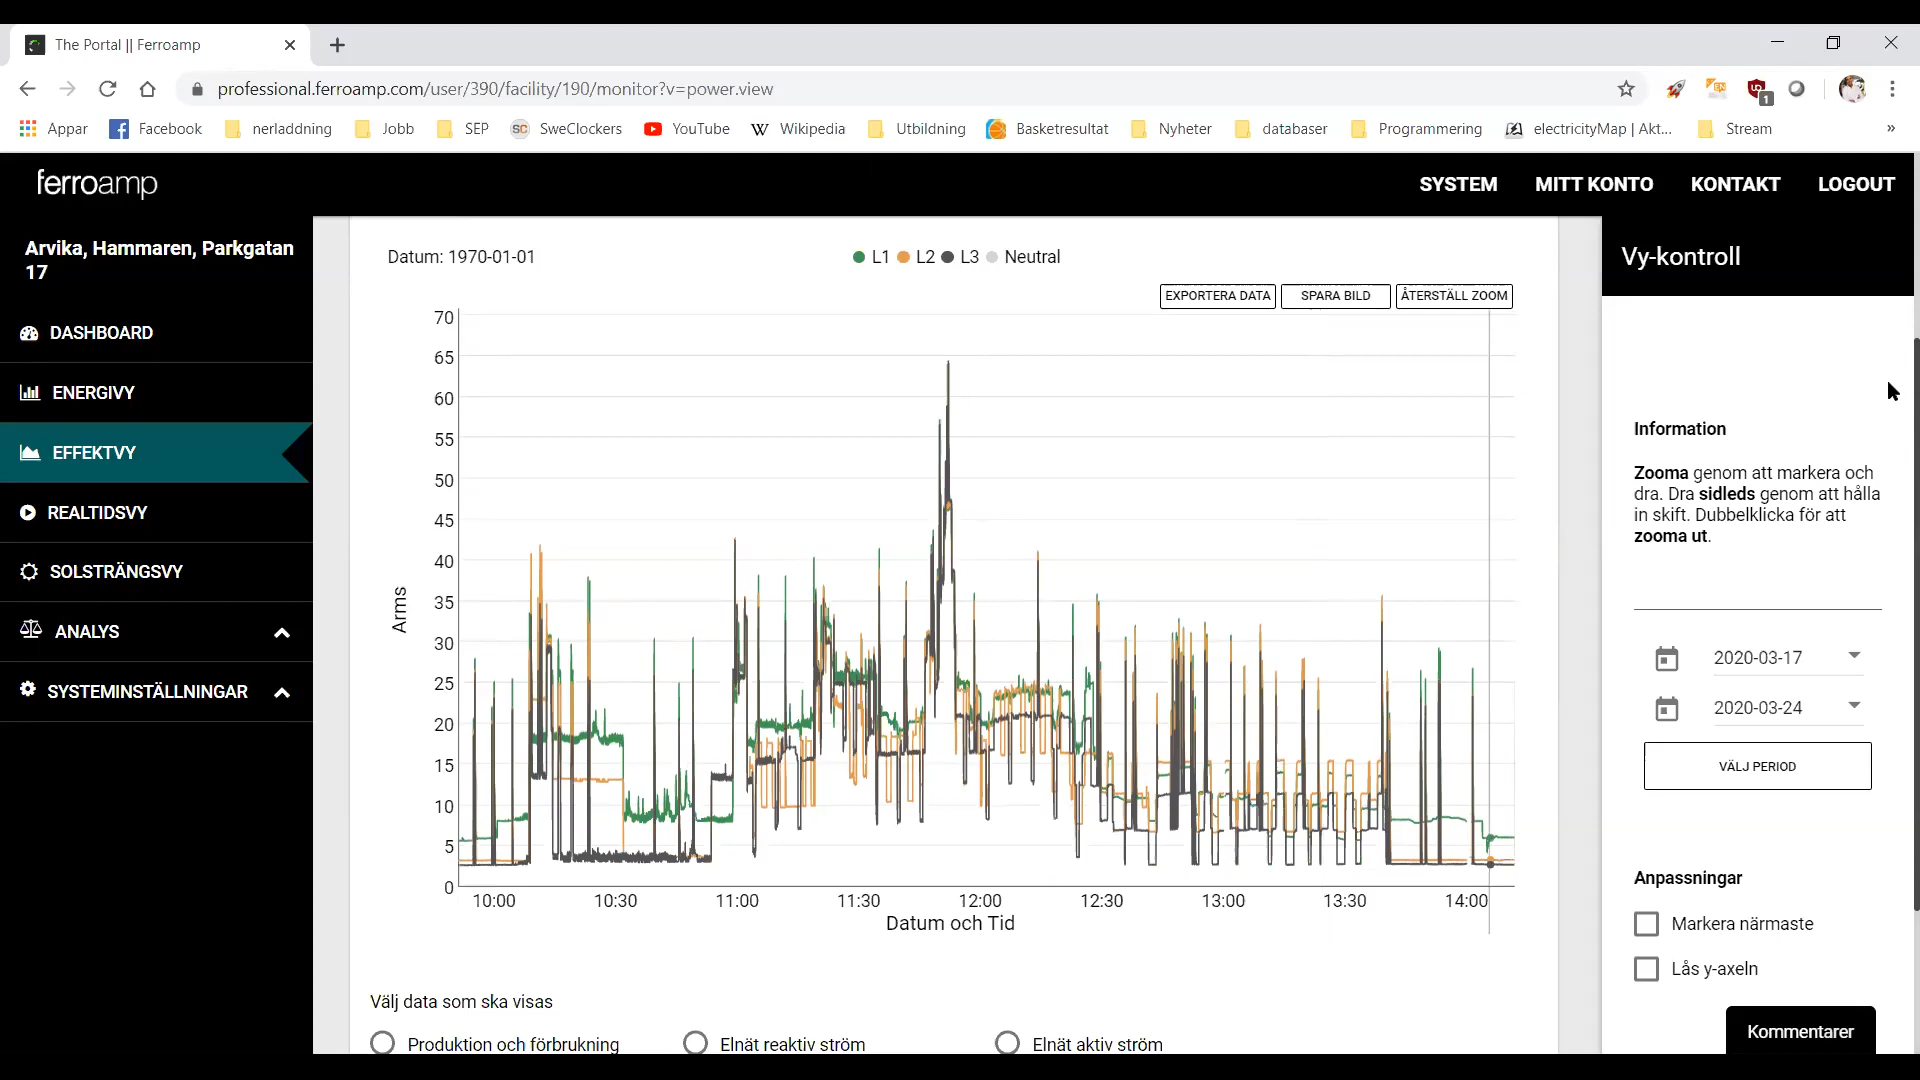 The Portal || Ferroamp
professional.ferroamp.com/user/390/facility/190/monitor?v=power.view
EN
UD
1
Appar
Facebook
nerladdning
Jobb
SEP
SC SweClockers
YouTube
W Wikipedia
Utbildning
Basketresultat
Nyheter
databaser
Programmering
electricityMap | Akt...
Stream
»
ferroamp
SYSTEM
MITT KONTO
KONTAKT
LOGOUT
Arvika, Hammaren, Parkgatan
17
DASHBOARD
ENERGIVY
EFFEKTVY
REALTIDSVY
SOLSTRÄNGSVY
ANALYS
SYSTEMINSTÄLLNINGAR
Datum: 1970-01-01
L1 L2 L3 Neutral
EXPORTERA DATA
SPARA BILD
ÅTERSTÄLL ZOOM
70
65
60
55
50
45
40
35
30
25
20
15
10
5
0
Arms
10:00 10:30 11:00 11:30 12:00 12:30 13:00 13:30 14:00
Datum och Tid
Välj data som ska visas
Produktion och förbrukning
Elnät reaktiv ström
Elnät aktiv ström
Vy-kontroll
Information
Zooma genom att markera och
dra. Dra sidleds genom att hålla
in skift. Dubbelklicka för att
zooma ut.
2020-03-17
2020-03-24
VÄLJ PERIOD
Anpassningar
Markera närmaste
Lås y-axeln
Kommentarer